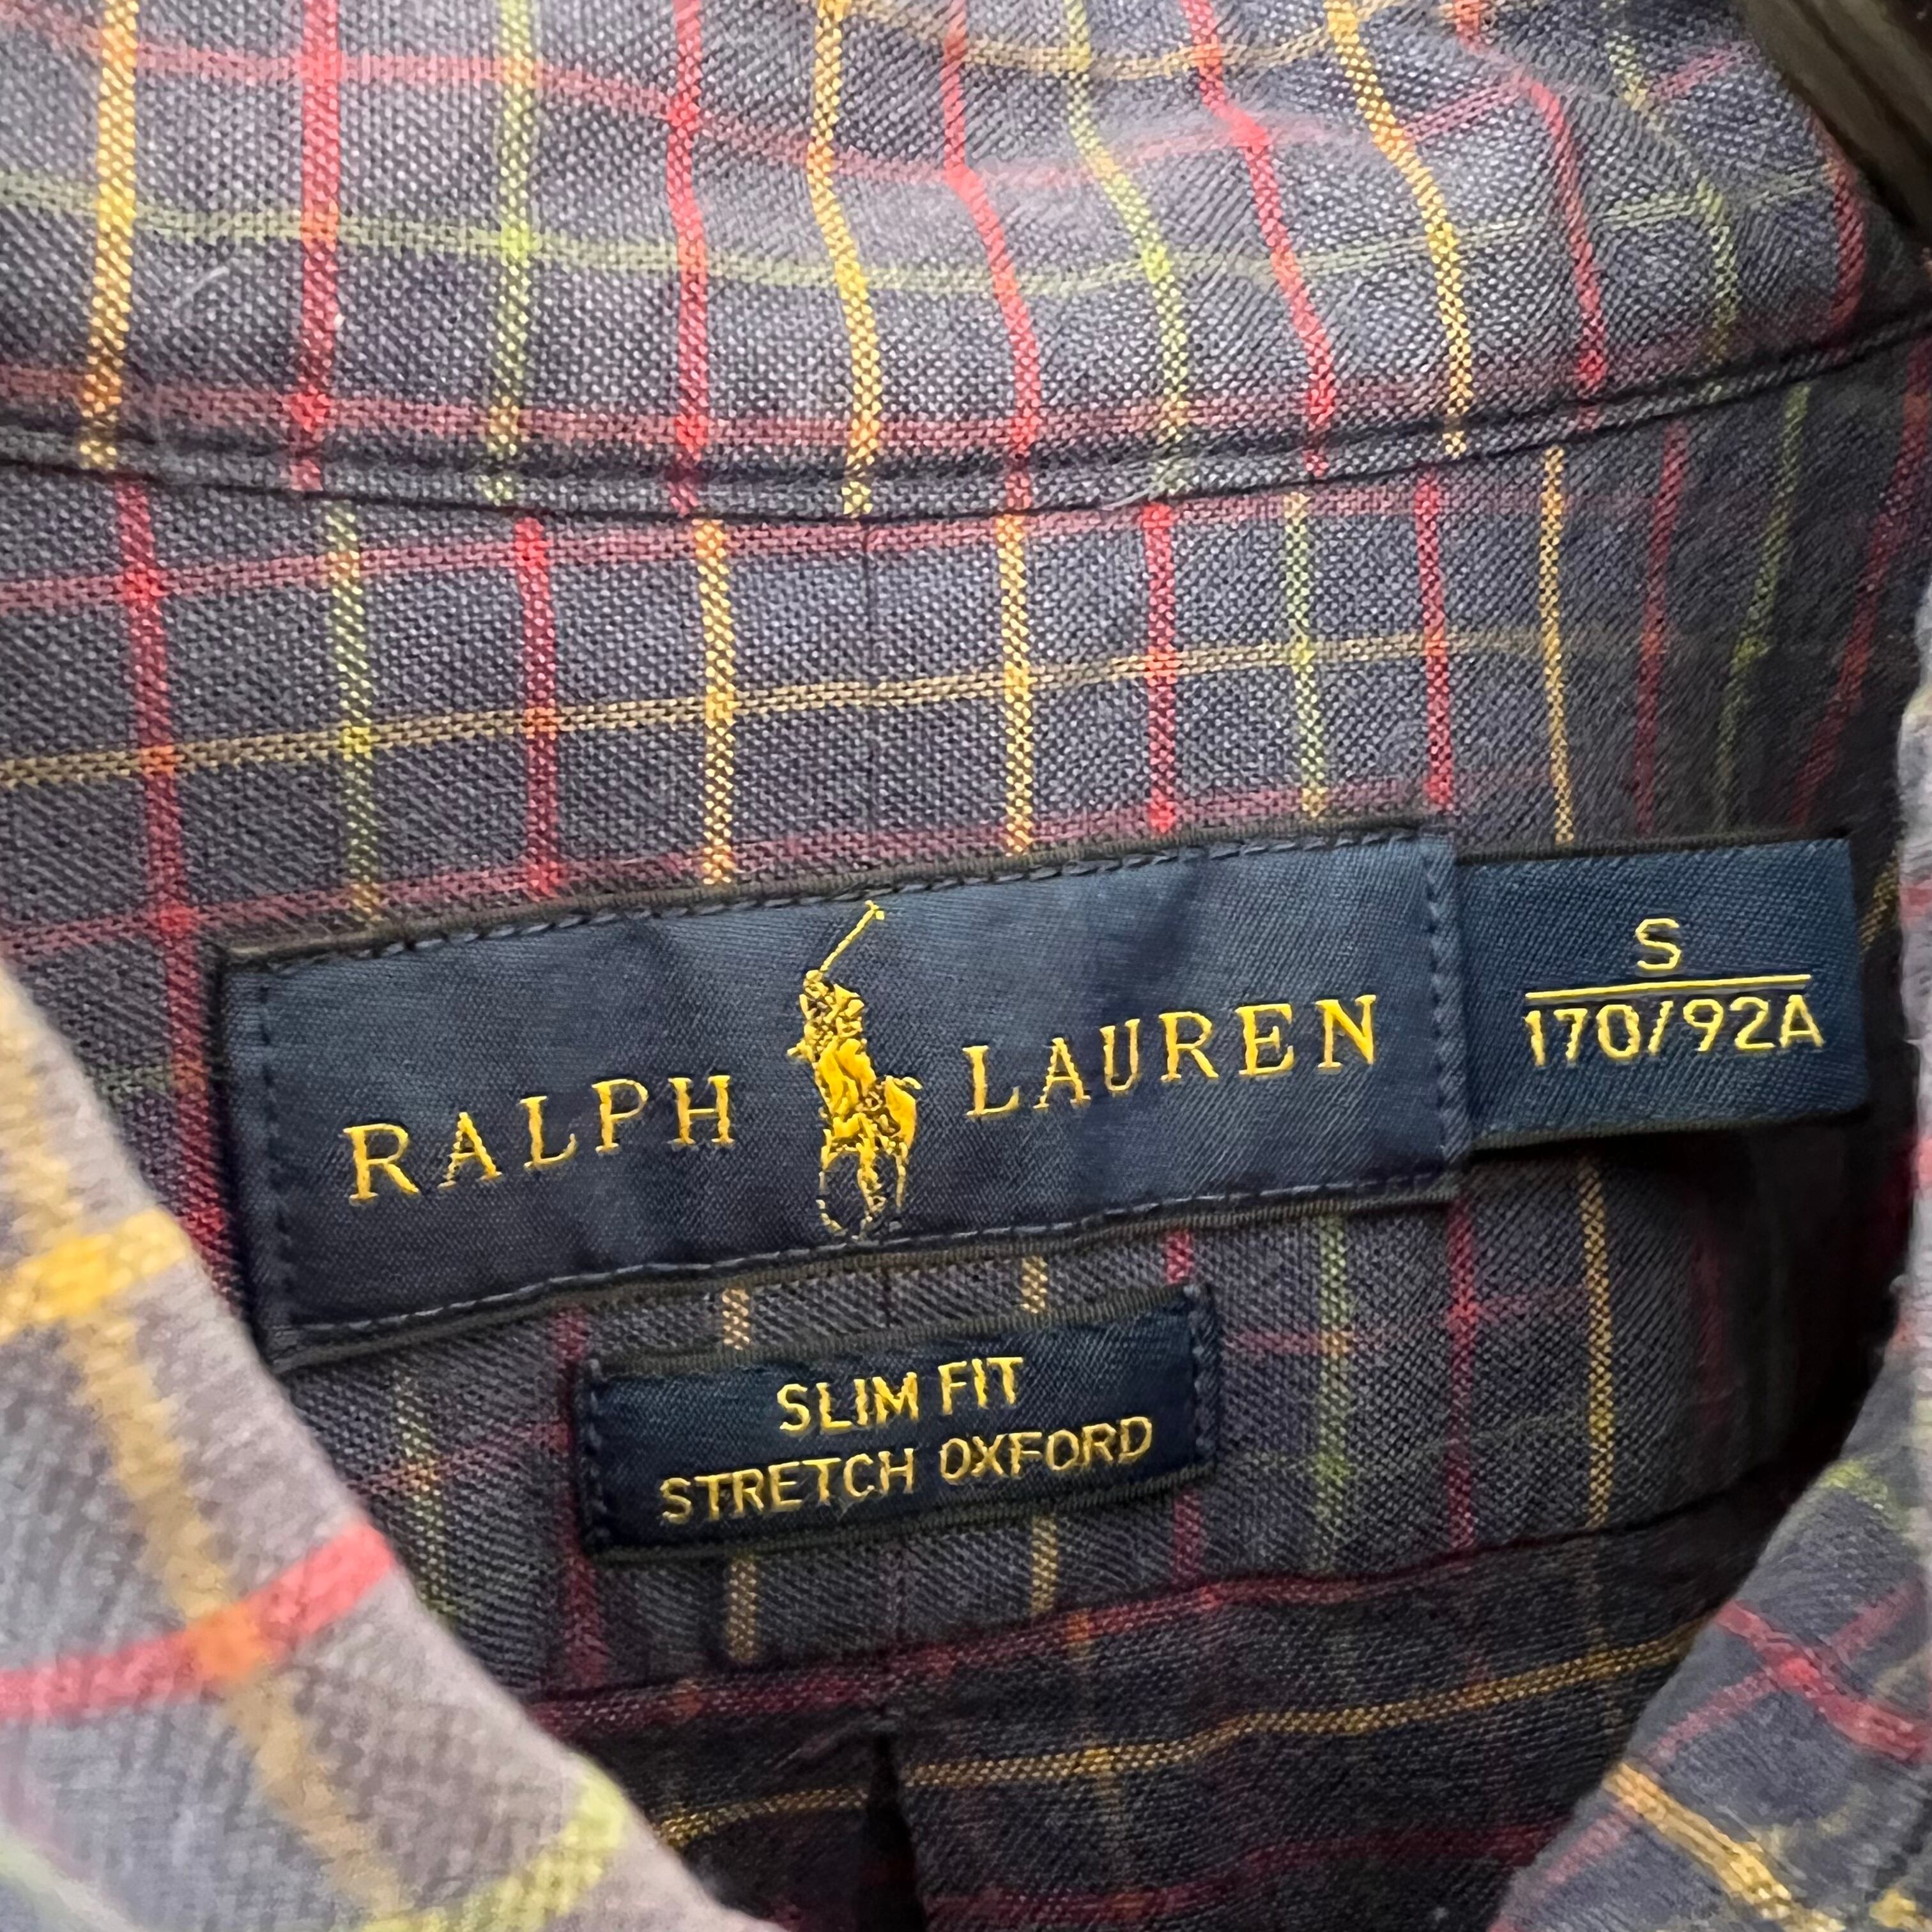 RALPH LAUREN
S
170/92A
SLIM FIT
STRETCH OXFORD